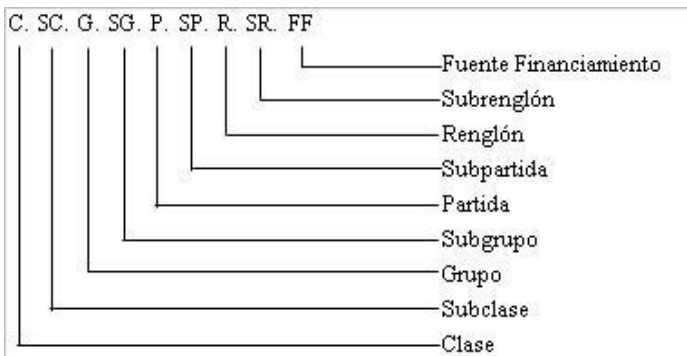 C. SC. G. SG. P. SP. R. SR. FF
Fuente Financiamiento
Subrenglón
Renglón
Subpartida
Partida
Subgrupo
Grupo
Subclase
Clase